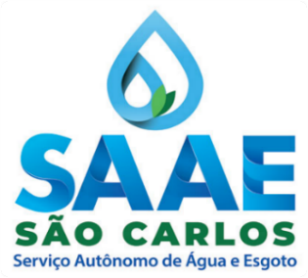 SAAE
SÃO CARLOS
Serviço Autônomo de Água e Esgoto